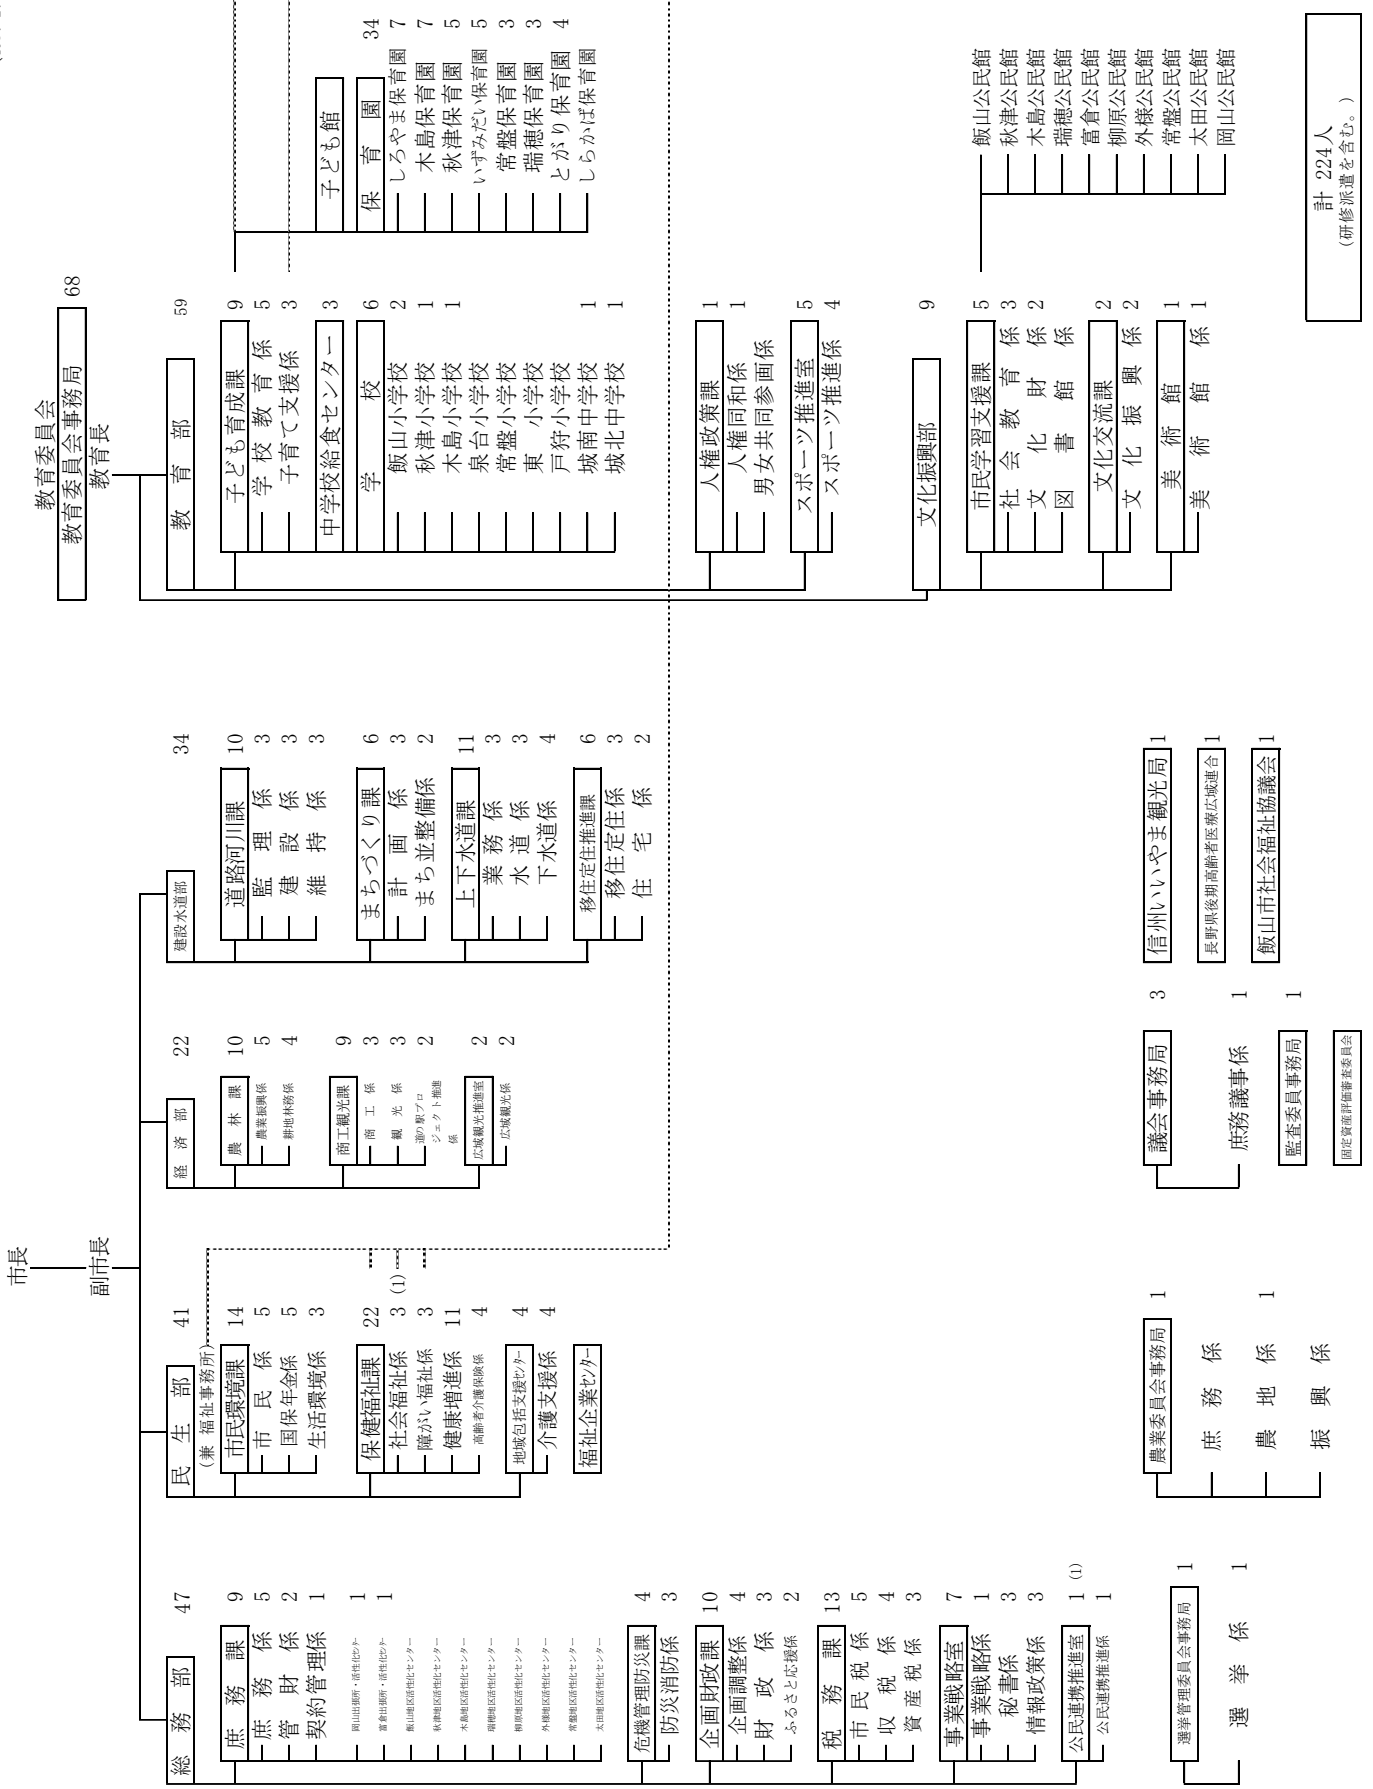 市長
副市長
総務部 47
庶務課 9
庶務係 5
管財係 2
契約管理係 1
岡山出張所・活性化ｾﾝﾀｰ 1
富倉出張所・活性化ｾﾝﾀｰ 1
飯山地区活性化センター
秋津地区活性化センター
木島地区活性化センター
瑞穂地区活性化センター
柳原地区活性化センター
外様地区活性化センター
常盤地区活性化センター
太田地区活性化センター
危機管理防災課 4
防災消防係 3
企画財政課 10
企画調整係 4
財政係 3
ふるさと応援係 2
税務課 13
市民税係 5
収税係 4
資産税係 3
事業戦略室 7
事業戦略係 1
秘書係 3
情報政策係 3
公民連携推進室 1 (1)
公民連携推進係 1
選挙管理委員会事務局 1
選挙係 1
民生部 41
(兼 福祉事務所)
市民環境課 14
市民係 5
国保年金係 5
生活環境係 3
保健福祉課 22
社会福祉係 3 (1)
障がい福祉係 3
健康増進係 11
高齢者介護保険係 4
地域包括支援ｾﾝﾀｰ 4
介護支援係 4
福祉企業ｾﾝﾀｰ
農業委員会事務局 1
庶務係
農地係 1
振興係
経済部 22
農林課 10
農業振興係 5
耕地林務係 4
商工観光課 9
商工係 3
観光係 3
道の駅プロ
ジェクト推進
係 2
広域観光推進室 2
広域観光係 2
議会事務局 3
庶務議事係 1
監査委員事務局 1
固定資産評価審査委員会
建設水道部 34
道路河川課 10
監理係 3
建設係 3
維持係 3
まちづくり課 6
計画係 3
まち並整備係 2
上下水道課 11
業務係 3
水道係 3
下水道係 4
移住定住推進課 6
移住定住係 3
住宅係 2
信州いいやま観光局 1
長野県後期高齢者医療広域連合 1
飯山市社会福祉協議会 1
教育委員会
教育委員会事務局 68
教育長
教育部 59
子ども育成課 9
学校教育係 5
子育て支援係 3
中学校給食センター 3
学校 6
飯山小学校 2
秋津小学校 1
木島小学校 1
泉台小学校
常盤小学校
東小学校
戸狩小学校
城南中学校 1
城北中学校 1
子ども館
保育園 34
しろやま保育園 7
木島保育園 7
秋津保育園 5
いずみだい保育園 5
常盤保育園 3
瑞穂保育園 3
とがり保育園 4
しらかば保育園
人権政策課 1
人権同和係 1
男女共同参画係
スポーツ推進室 5
スポーツ推進係 4
文化振興部 9
市民学習支援課 5
社会教育係 3
文化財係 2
図書館係
文化交流課 2
文化振興係 2
美術館 1
美術館係 1
飯山公民館
秋津公民館
木島公民館
瑞穂公民館
富倉公民館
柳原公民館
外様公民館
常盤公民館
太田公民館
岡山公民館
計 224人
(研修派遣を含む。)